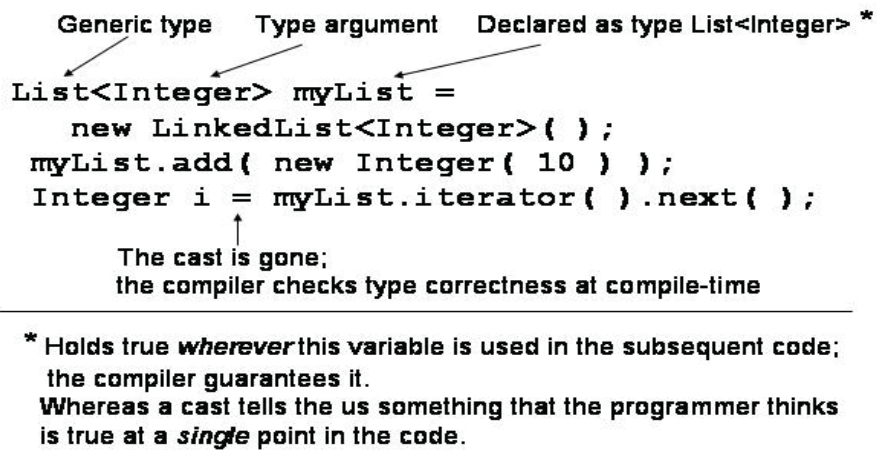 Generic type Type argument Declared as type List<Integer> *
List<Integer> myList =
new LinkedList<Integer>( );
myList.add( new Integer( 10 ) );
Integer i = myList.iterator( ).next( );
The cast is gone;
the compiler checks type correctness at compile-time
* Holds true wherever this variable is used in the subsequent code;
the compiler guarantees it.
Whereas a cast tells the us something that the programmer thinks
is true at a single point in the code.